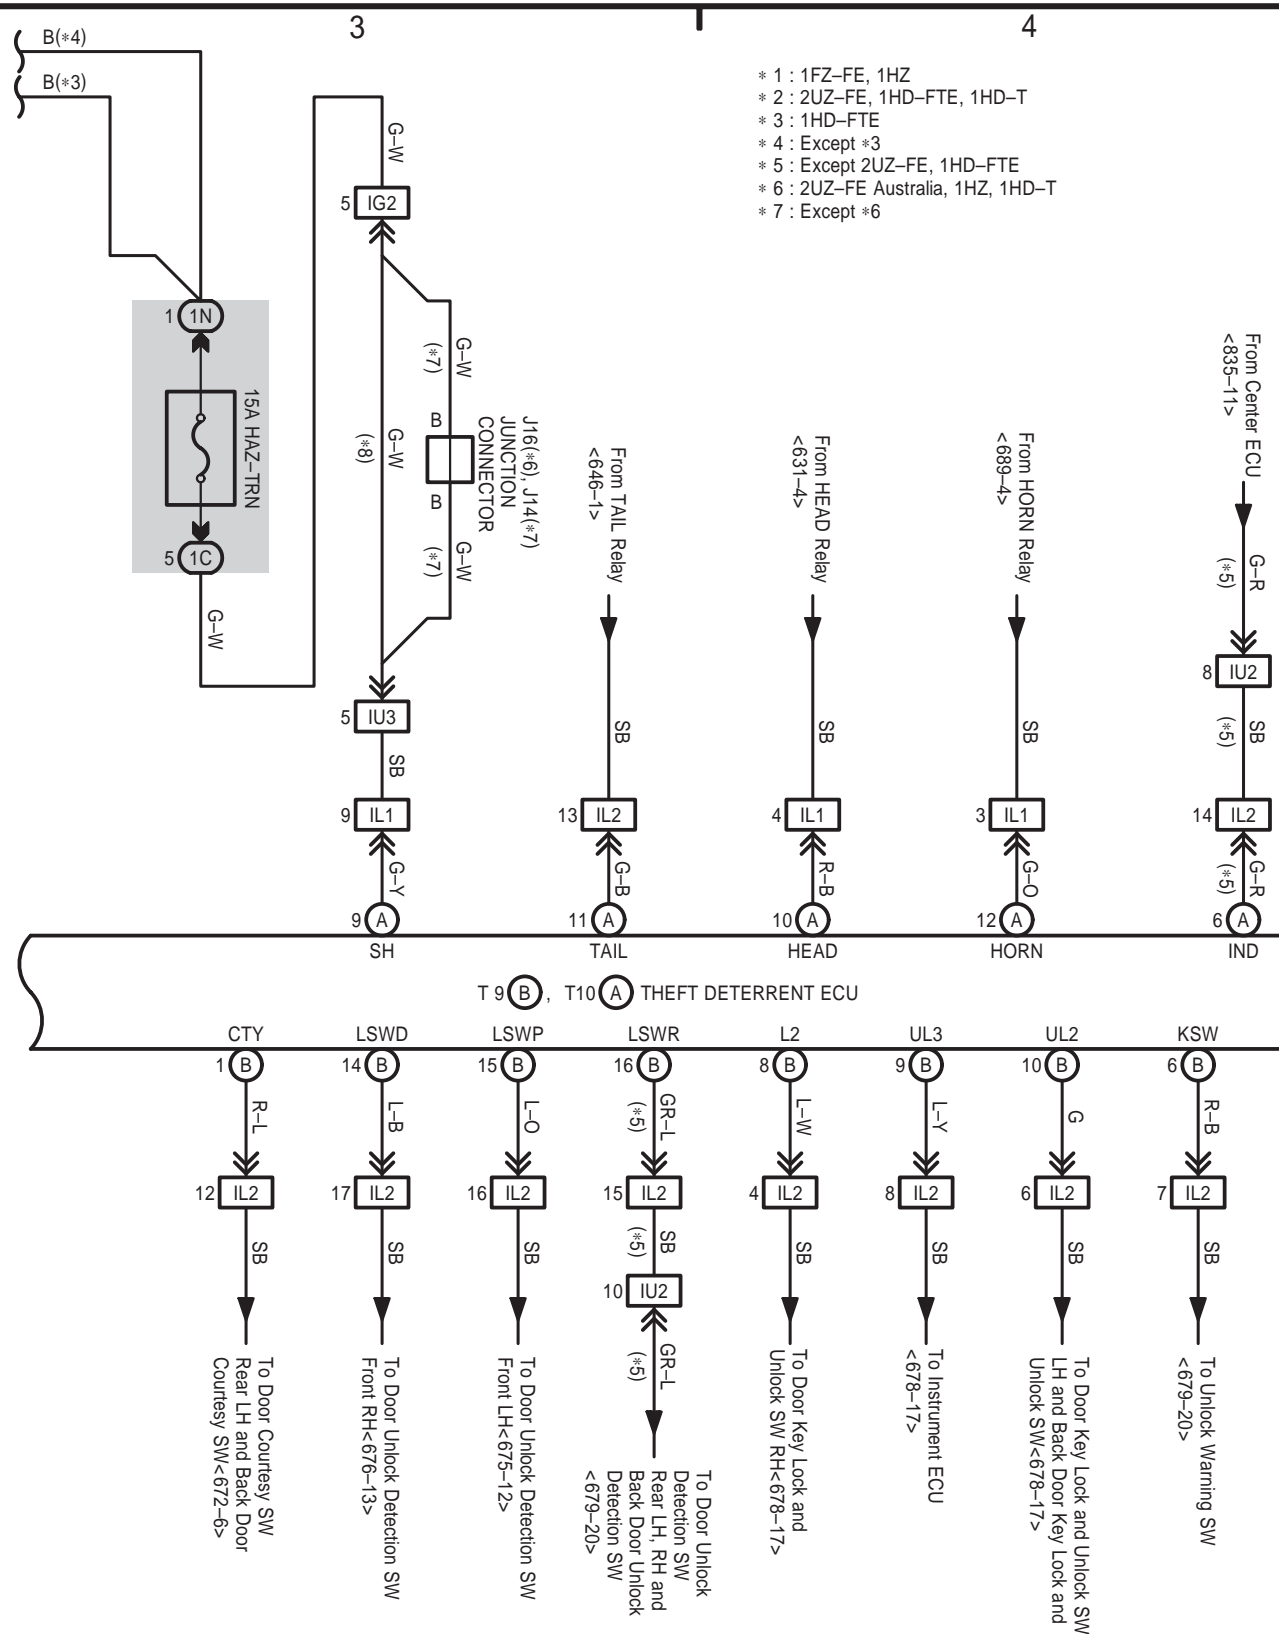 3
4
B(*4)
B(*3)
* 1 : 1FZ–FE, 1HZ
* 2 : 2UZ–FE, 1HD–FTE, 1HD–T
* 3 : 1HD–FTE
* 4 : Except *3
* 5 : Except 2UZ–FE, 1HD–FTE
* 6 : 2UZ–FE Australia, 1HZ, 1HD–T
* 7 : Except *6
G–W
5 IG2
1 1N
15A HAZ–TRN
5 1C
G–W
G–W
(*8)
G–W
(*7)
B
B
G–W
(*7)
J16(*6), J14(*7)
JUNCTION
CONNECTOR
5 IU3
SB
9 IL1
G–Y
9 A
SH
From TAIL Relay
<646–1>
SB
13 IL2
G–B
11 A
TAIL
From HEAD Relay
<631–4>
SB
4 IL1
R–B
10 A
HEAD
From HORN Relay
<689–4>
SB
3 IL1
G–O
12 A
HORN
From Center ECU
<835–11>
G–R
(*5)
8 IU2
SB
(*5)
14 IL2
G–R
(*5)
6 A
IND
T 9 B , T10 A THEFT DETERRENT ECU
CTY
1 B
R–L
12 IL2
SB
To Door Courtesy SW
Rear LH and Back Door
Courtesy SW<672–6>
LSWD
14 B
L–B
17 IL2
SB
To Door Unlock Detection SW
Front RH<676–13>
LSWP
15 B
L–O
16 IL2
SB
To Door Unlock Detection SW
Front LH<675–12>
LSWR
16 B
GR–L
(*5)
15 IL2
SB
(*5)
10 IU2
GR–L
(*5)
To Door Unlock
Detection SW
Rear LH, RH and
Back Door Unlock
Detection SW
<679–20>
L2
8 B
L–W
4 IL2
SB
To Door Key Lock and
Unlock SW RH<678–17>
UL3
9 B
L–Y
8 IL2
SB
To Instrument ECU
<678–17>
UL2
10 B
G
6 IL2
SB
To Door Key Lock and Unlock SW
LH and Back Door Key Lock and
Unlock SW<678–17>
KSW
6 B
R–B
7 IL2
SB
To Unlock Warning SW
<679–20>